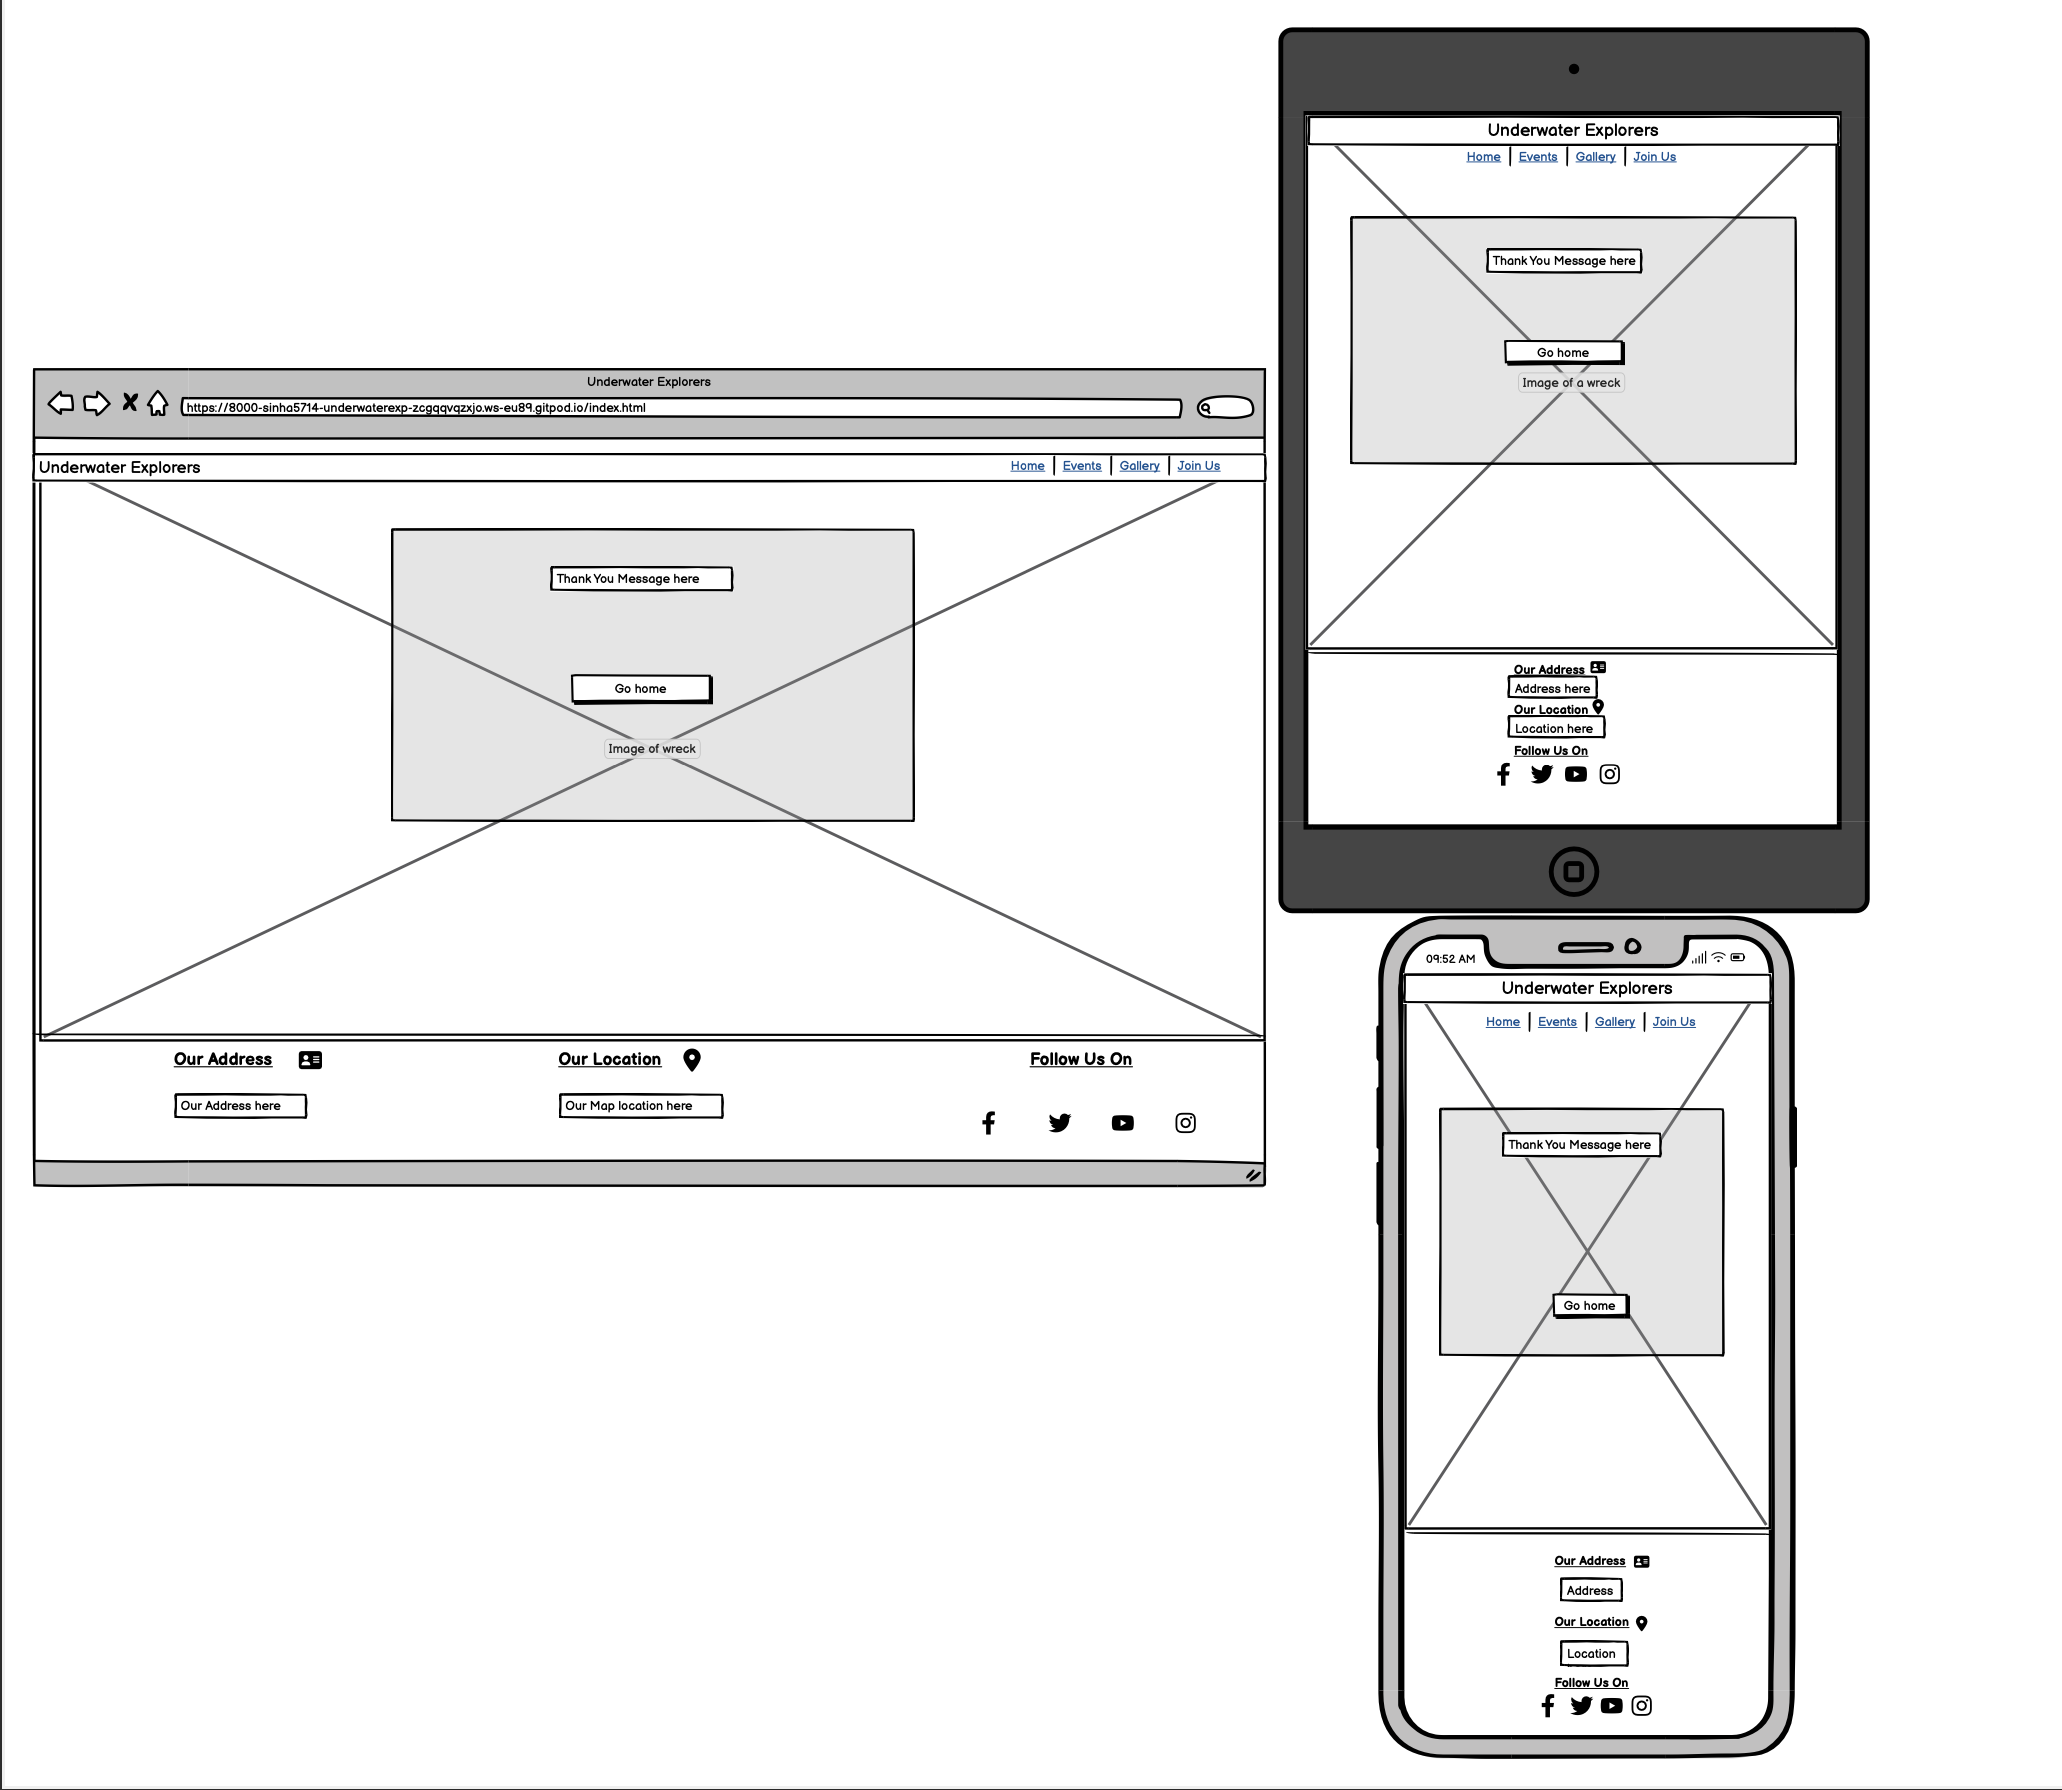 Underwater Explorers
https://8000-sinha5714-underwaterexp-zcgqqvqzxjo.ws-eu89.gitpod.io/index.html
Underwater Explorers Home Events Gallery Join Us
Thank You Message here
Go home
Image of wreck
Our Address Our Location Follow Us On
Our Address here Our Map location here
Underwater Explorers
Home Events Gallery Join Us
Thank You Message here
Go home
Image of a wreck
Our Address
Address here
Our Location
Location here
Follow Us On
09:52 AM
Underwater Explorers
Home Events Gallery Join Us
Thank You Message here
Go home
Our Address
Address
Our Location
Location
Follow Us On